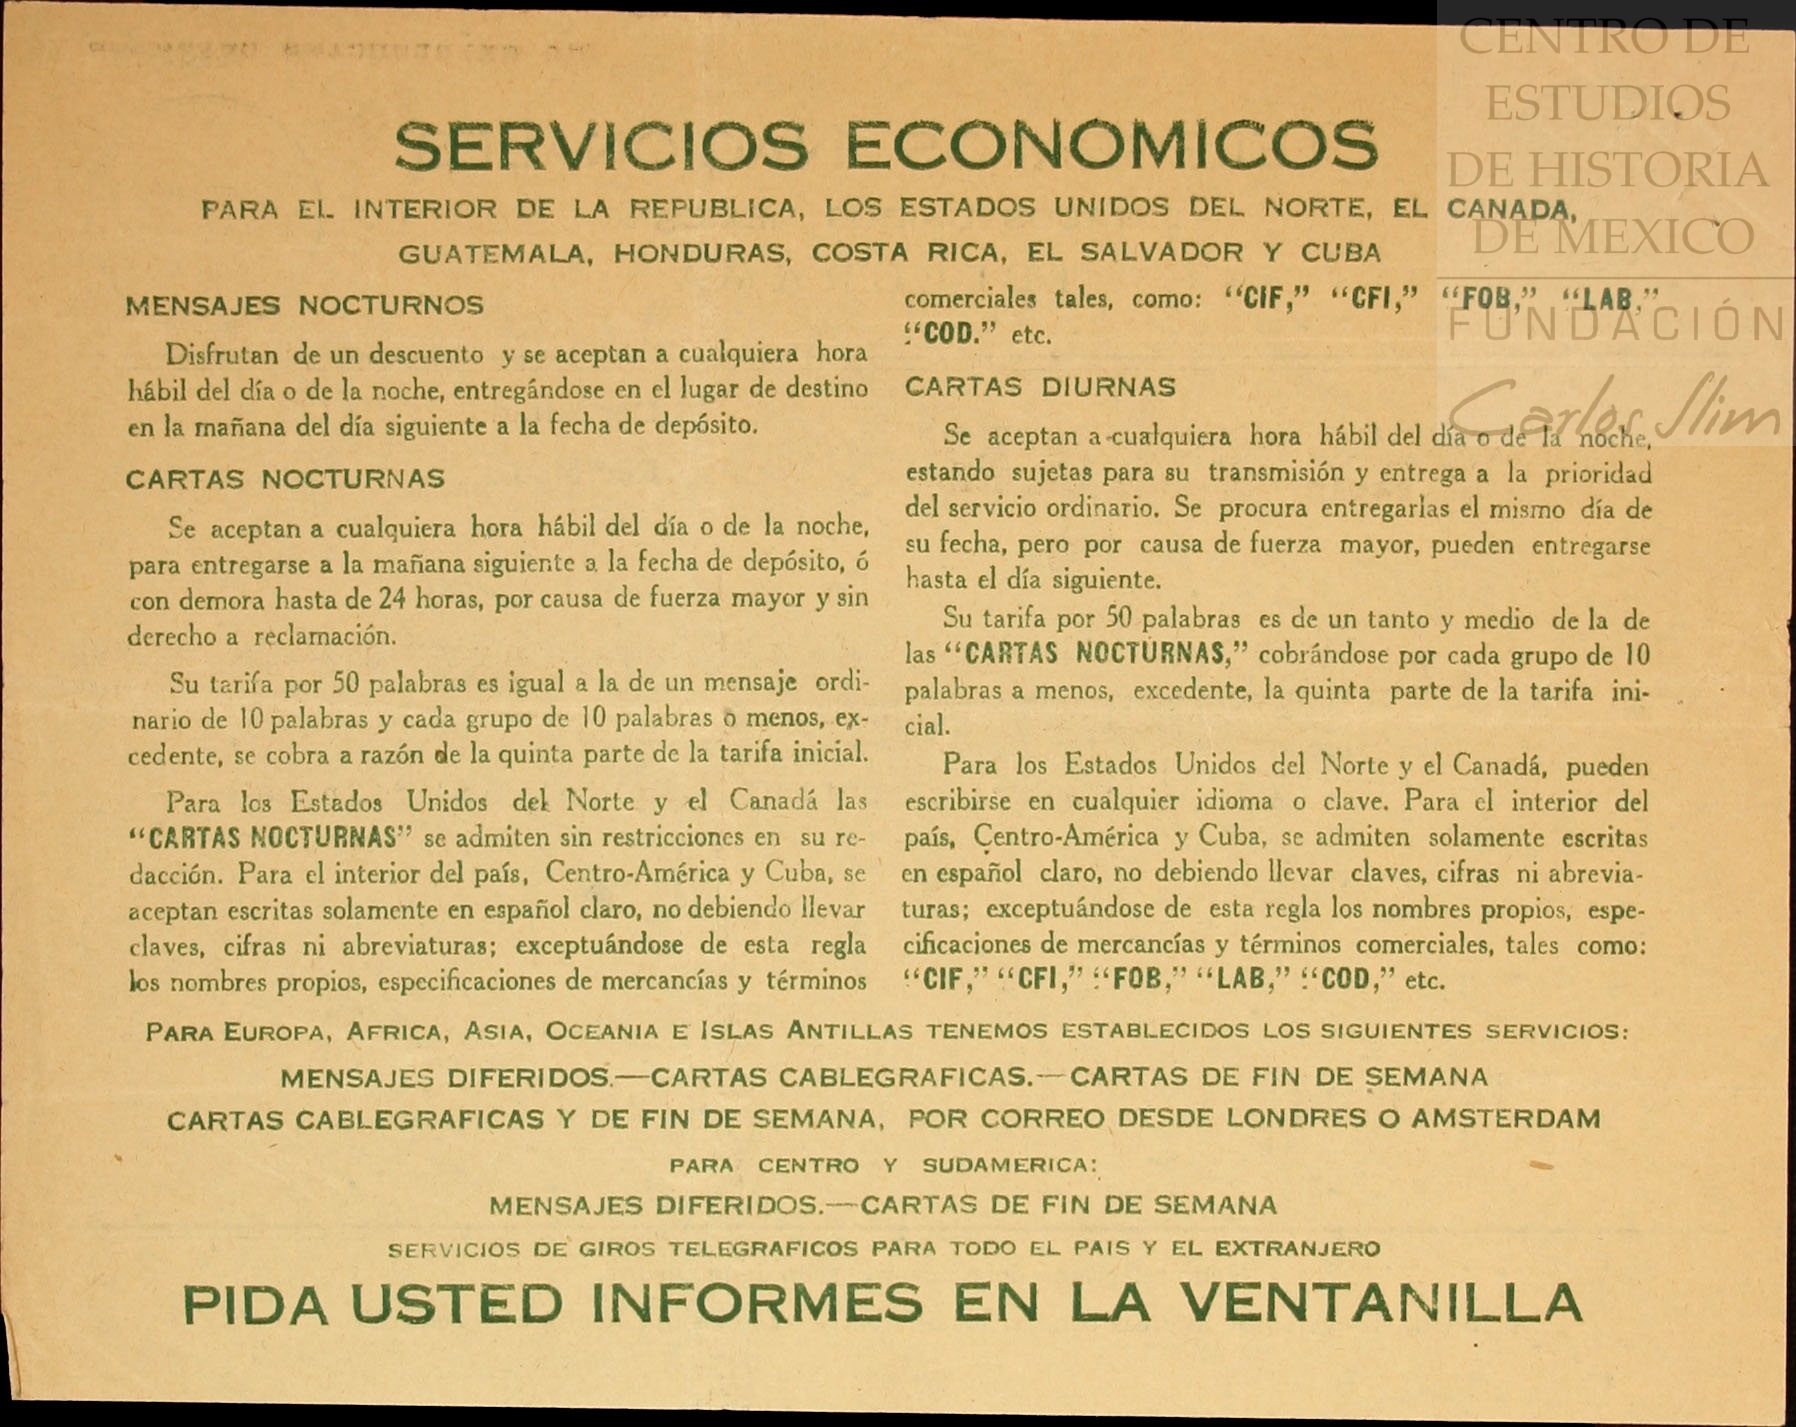 SERVICIOS ECONOMICOS
PARA EL INTERIOR DE LA REPUBLICA, LOS ESTADOS UNIDOS DEL NORTE, EL CANADA,
GUATEMALA, HONDURAS, COSTA RICA, EL SALVADOR Y CUBA
MENSAJES NOCTURNOS
Disfrutan de un descuento y se aceptan a cualquiera hora
hábil del día o de la noche, entregándose en el lugar de destino
en la mañana del día siguiente a la fecha de depósito.
CARTAS NOCTURNAS
Se aceptan a cualquiera hora hábil del día o de la noche,
para entregarse a la mañana siguiente a la fecha de depósito, ó
con demora hasta de 24 horas, por causa de fuerza mayor y sin
derecho a reclamación.
Su tarifa por 50 palabras es igual a la de un mensaje ordi-
nario de 10 palabras y cada grupo de 10 palabras o menos, ex-
cedente, se cobra a razón de la quinta parte de la tarifa inicial.
Para los Estados Unidos del Norte y el Canadá las
“CARTAS NOCTURNAS” se admiten sin restricciones en su re-
dacción. Para el interior del país, Centro-América y Cuba, se
aceptan escritas solamente en español claro, no debiendo llevar
claves, cifras ni abreviaturas; exceptuándose de esta regla
los nombres propios, especificaciones de mercancías y términos
comerciales tales, como: “CIF,” “CFI,” “FOB,” “LAB,”
“COD.” etc.
CARTAS DIURNAS
Se aceptan a cualquiera hora hábil del día o de la noche,
estando sujetas para su transmisión y entrega a la prioridad
del servicio ordinario. Se procura entregarlas el mismo día de
su fecha, pero por causa de fuerza mayor, pueden entregarse
hasta el día siguiente.
Su tarifa por 50 palabras es de un tanto y medio de la de
las “CARTAS NOCTURNAS,” cobrándose por cada grupo de 10
palabras a menos, excedente, la quinta parte de la tarifa ini-
cial.
Para los Estados Unidos del Norte y el Canadá, pueden
escribirse en cualquier idioma o clave. Para el interior del
país, Centro-América y Cuba, se admiten solamente escritas
en español claro, no debiendo llevar claves, cifras ni abrevia-
turas; exceptuándose de esta regla los nombres propios, espe-
cificaciones de mercancías y términos comerciales, tales como:
“CIF,” “CFI,” “FOB,” “LAB,” “COD,” etc.
PARA EUROPA, AFRICA, ASIA, OCEANIA E ISLAS ANTILLAS TENEMOS ESTABLECIDOS LOS SIGUIENTES SERVICIOS:
MENSAJES DIFERIDOS.—CARTAS CABLEGRAFICAS.—CARTAS DE FIN DE SEMANA
CARTAS CABLEGRAFICAS Y DE FIN DE SEMANA, POR CORREO DESDE LONDRES O AMSTERDAM
PARA CENTRO Y SUDAMERICA:
MENSAJES DIFERIDOS.—CARTAS DE FIN DE SEMANA
SERVICIOS DE GIROS TELEGRAFICOS PARA TODO EL PAIS Y EL EXTRANJERO
PIDA USTED INFORMES EN LA VENTANILLA
CENTRO DE
ESTUDIOS
DE HISTORIA
DE MEXICO
FUNDACIÓN
Carlos Slim